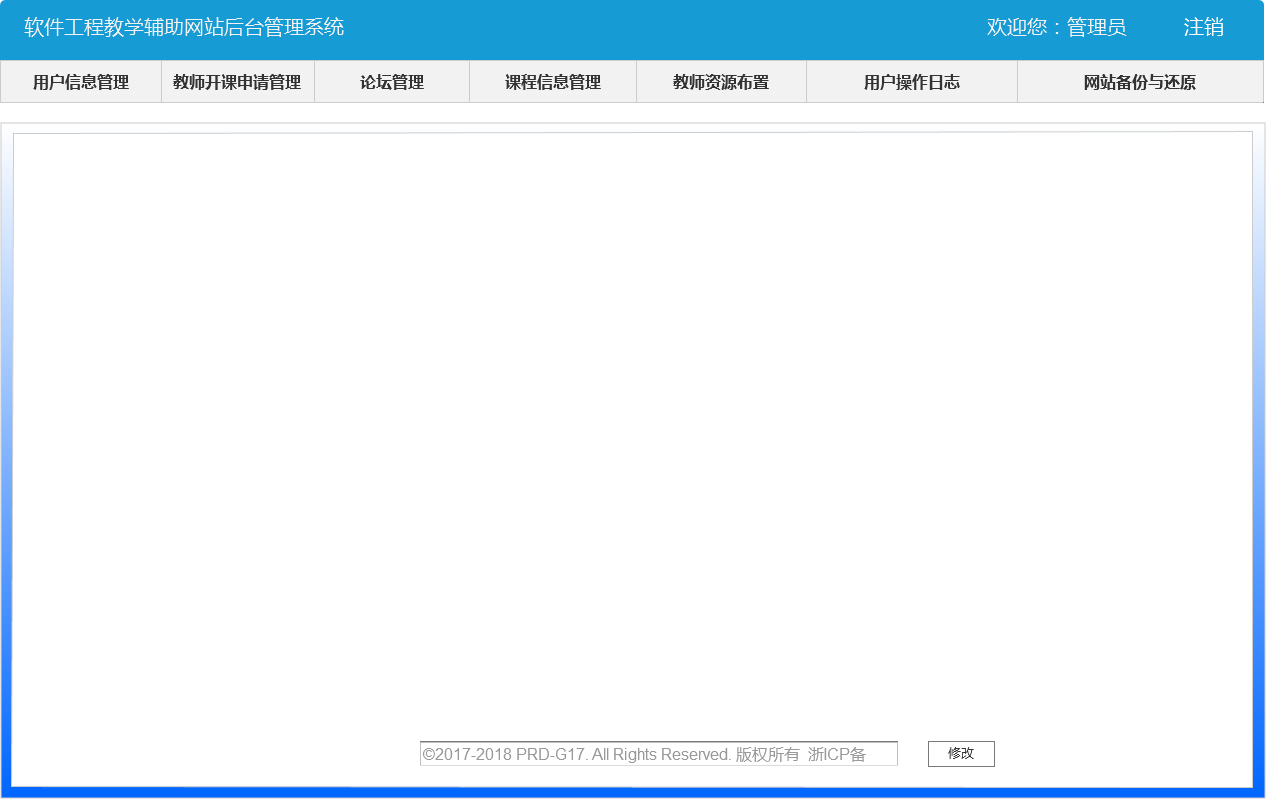 软件工程教学辅助网站后台管理系统 欢迎您：管理员 注销
用户信息管理 教师开课申请管理 论坛管理 课程信息管理 教师资源布置 用户操作日志 网站备份与还原
©2017-2018 PRD-G17. All Rights Reserved. 版权所有 浙ICP备 修改